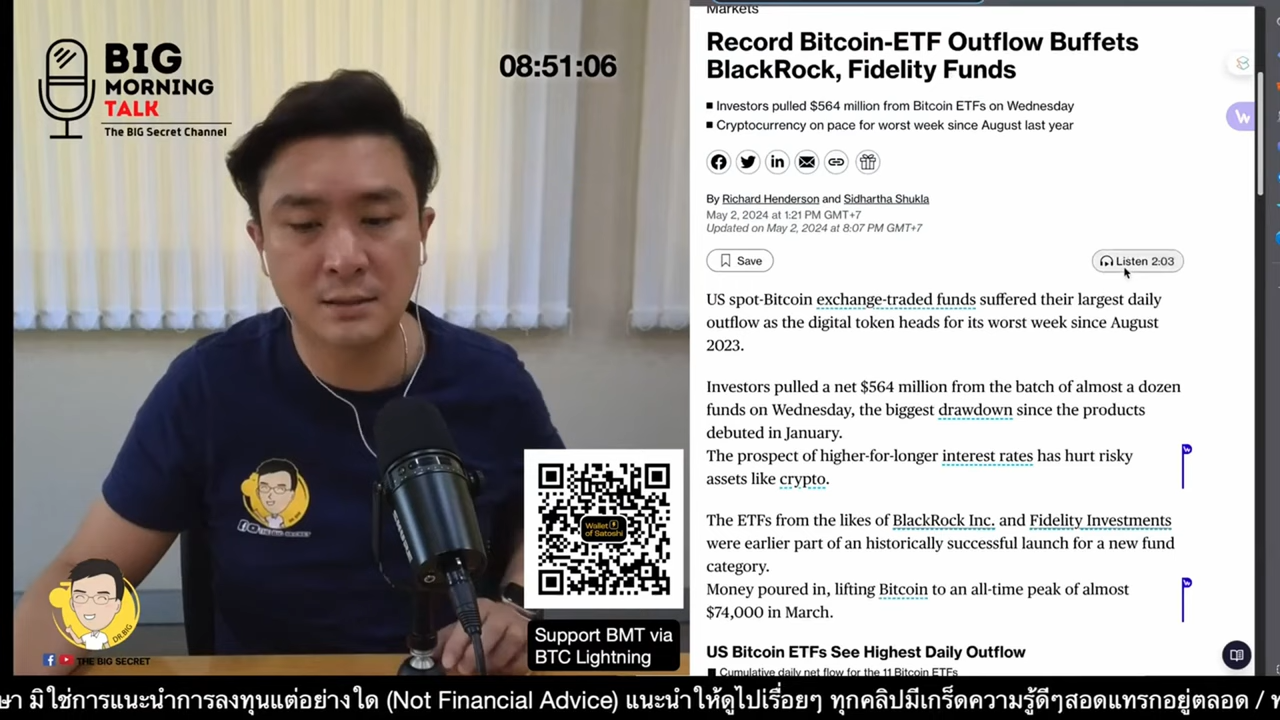 BIG
MORNING
TALK
The BIG Secret Channel
08:51:06
DR.BIG
THE BIG SECRET
Wallet
of Satoshi
Support BMT via
BTC Lightning
Markets
Record Bitcoin-ETF Outflow Buffets
BlackRock, Fidelity Funds
Investors pulled $564 million from Bitcoin ETFs on Wednesday
Cryptocurrency on pace for worst week since August last year
By Richard Henderson and Sidhartha Shukla
May 2, 2024 at 1:21 PM GMT+7
Updated on May 2, 2024 at 8:07 PM GMT+7
Save
Listen 2:03
US spot-Bitcoin exchange-traded funds suffered their largest daily
outflow as the digital token heads for its worst week since August
2023.
Investors pulled a net $564 million from the batch of almost a dozen
funds on Wednesday, the biggest drawdown since the products
debuted in January.
The prospect of higher-for-longer interest rates has hurt risky
assets like crypto.
The ETFs from the likes of BlackRock Inc. and Fidelity Investments
were earlier part of an historically successful launch for a new fund
category.
Money poured in, lifting Bitcoin to an all-time peak of almost
$74,000 in March.
US Bitcoin ETFs See Highest Daily Outflow
Cumulative daily net flow for the 11 Bitcoin ETFs
มิใช่การแนะนำการลงทุนแต่อย่างใด (Not Financial Advice) แนะนำให้ดูไปเรื่อยๆ ทุกคลิปมีเกร็ดความรู้ดีๆสอดแทรกอยู่ตลอด /